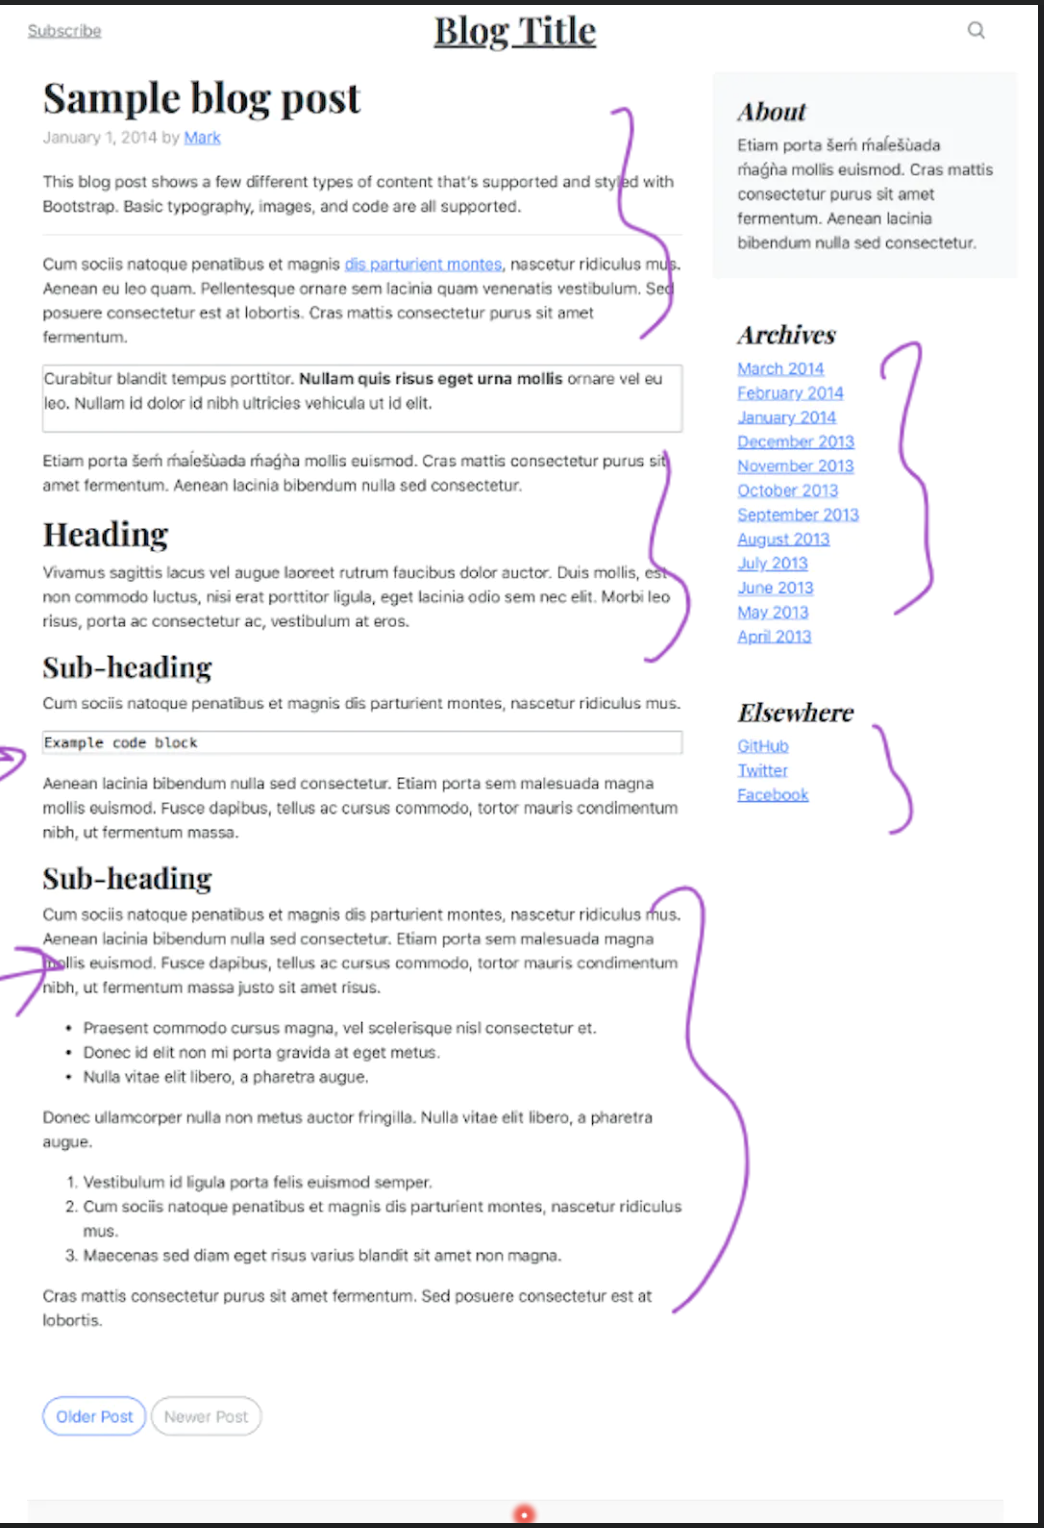 Subscribe
Blog Title
Sample blog post
January 1, 2014 by Mark
This blog post shows a few different types of content that's supported and styled with
Bootstrap. Basic typography, images, and code are all supported.
Cum sociis natoque penatibus et magnis dis parturient montes, nascetur ridiculus mus.
Aenean eu leo quam. Pellentesque ornare sem lacinia quam venenatis vestibulum. Sed
posuere consectetur est at lobortis. Cras mattis consectetur purus sit amet
fermentum.
Curabitur blandit tempus porttitor. Nullam quis risus eget urna mollis ornare vel eu
leo. Nullam id dolor id nibh ultricies vehicula ut id elit.
Etiam porta šeḿ ḿaĺešùada ḿaǵǹa mollis euismod. Cras mattis consectetur purus sit
amet fermentum. Aenean lacinia bibendum nulla sed consectetur.
Heading
Vivamus sagittis lacus vel augue laoreet rutrum faucibus dolor auctor. Duis mollis, est
non commodo luctus, nisi erat porttitor ligula, eget lacinia odio sem nec elit. Morbi leo
risus, porta ac consectetur ac, vestibulum at eros.
Sub-heading
Cum sociis natoque penatibus et magnis dis parturient montes, nascetur ridiculus mus.
Example code block
Aenean lacinia bibendum nulla sed consectetur. Etiam porta sem malesuada magna
mollis euismod. Fusce dapibus, tellus ac cursus commodo, tortor mauris condimentum
nibh, ut fermentum massa.
Sub-heading
Cum sociis natoque penatibus et magnis dis parturient montes, nascetur ridiculus mus.
Aenean lacinia bibendum nulla sed consectetur. Etiam porta sem malesuada magna
mollis euismod. Fusce dapibus, tellus ac cursus commodo, tortor mauris condimentum
nibh, ut fermentum massa justo sit amet risus.
• Praesent commodo cursus magna, vel scelerisque nisl consectetur et.
• Donec id elit non mi porta gravida at eget metus.
• Nulla vitae elit libero, a pharetra augue.
Donec ullamcorper nulla non metus auctor fringilla. Nulla vitae elit libero, a pharetra
augue.
1. Vestibulum id ligula porta felis euismod semper.
2. Cum sociis natoque penatibus et magnis dis parturient montes, nascetur ridiculus
mus.
3. Maecenas sed diam eget risus varius blandit sit amet non magna.
Cras mattis consectetur purus sit amet fermentum. Sed posuere consectetur est at
lobortis.
Older Post
Newer Post
About
Etiam porta šeḿ ḿaĺešùada
ḿaǵǹa mollis euismod. Cras mattis
consectetur purus sit amet
fermentum. Aenean lacinia
bibendum nulla sed consectetur.
Archives
March 2014
February 2014
January 2014
December 2013
November 2013
October 2013
September 2013
August 2013
July 2013
June 2013
May 2013
April 2013
Elsewhere
GitHub
Twitter
Facebook